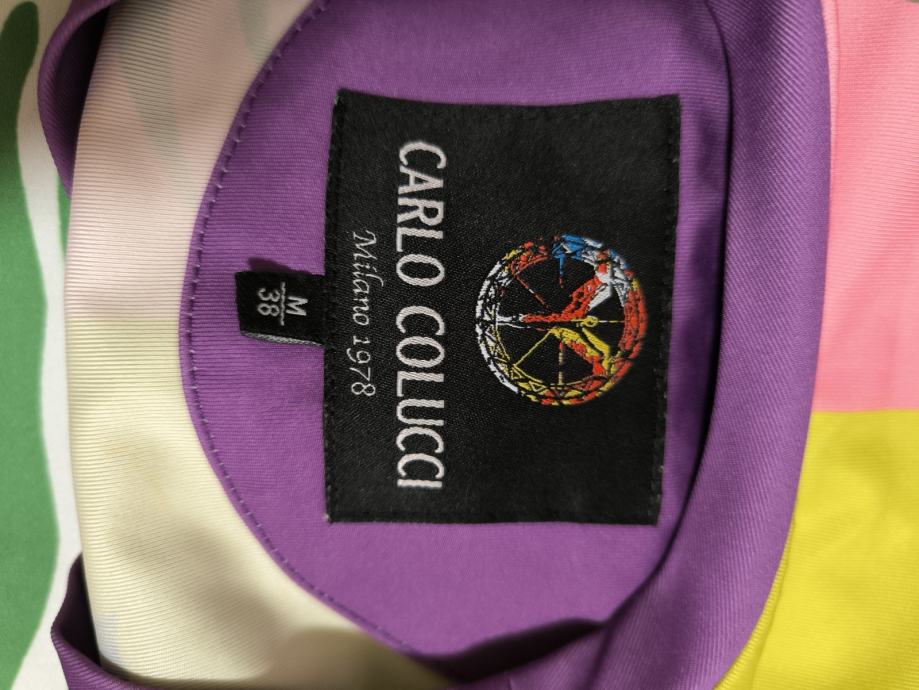 CARLO COLUCCI
Milano 1978
M
38